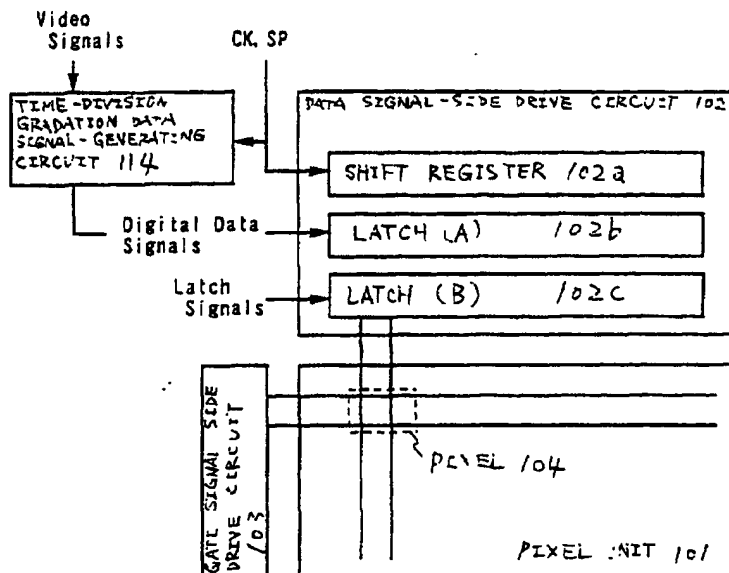 Video
Signals
CK, SP
TIME-DIVISION
GRADATION DATA
SIGNAL-GENERATING
CIRCUIT 114
DATA SIGNAL-SIDE DRIVE CIRCUIT 102
SHIFT REGISTER 102a
Digital Data
Signals
LATCH (A) 102b
Latch
Signals
LATCH (B) 102c
GATE SIGNAL SIDE
DRIVE CIRCUIT
103
PIXEL 104
PIXEL UNIT 101